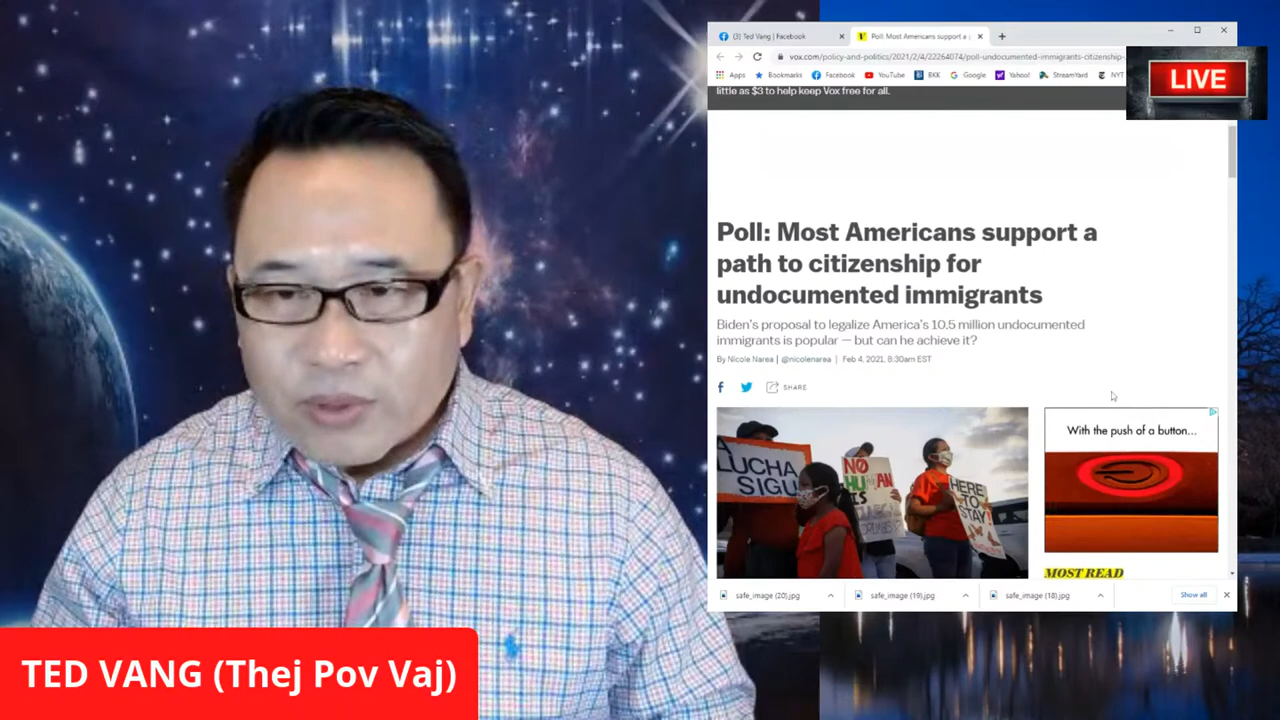 (3) Ted Vang | Facebook
Poll: Most Americans support a
vox.com/policy-and-politics/2021/2/4/22264074/poll-undocumented-immigrants-citizenship-
Apps Bookmarks Facebook YouTube BKK Google Yahoo! StreamYard NYT
LIVE
little as $3 to help keep Vox free for all.
Poll: Most Americans support a
path to citizenship for
undocumented immigrants
Biden's proposal to legalize America's 10.5 million undocumented
immigrants is popular — but can he achieve it?
By Nicole Narea | @nicolenarea | Feb 4, 2021, 8:30am EST
SHARE
With the push of a button...
LUCHA
SIGU
NO
HUMAN
IS
HERE
TO
STAY!
MOST READ
safe_image (20).jpg
safe_image (19).jpg
safe_image (18).jpg
Show all
TED VANG (Thej Pov Vaj)